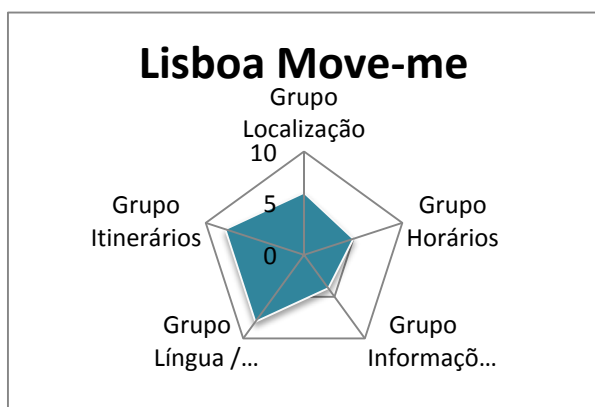 Lisboa Move-me
Grupo
Localização
10
5
0
Grupo
Horários
Grupo
Informaçõ…
Grupo
Língua /…
Grupo
Itinerários